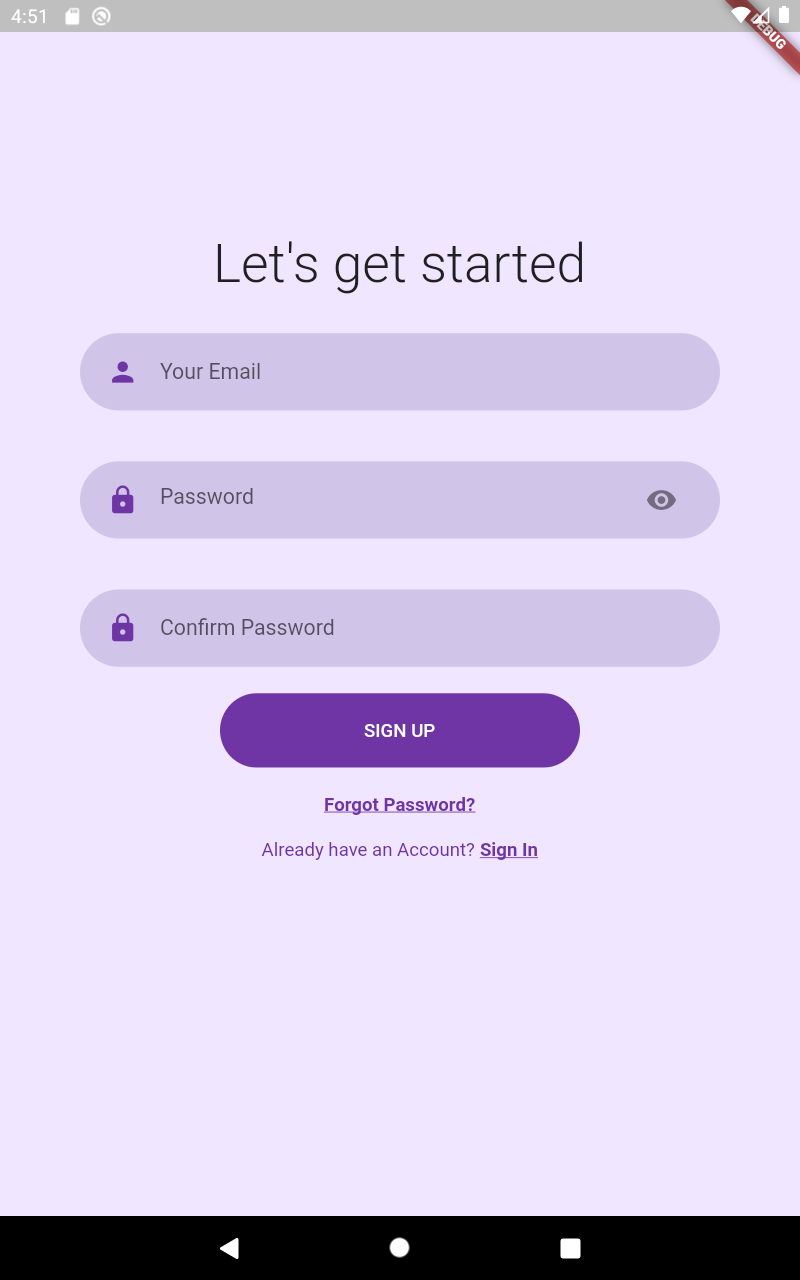 4:51
DEBUG
Let's get started
Your Email
Password
Confirm Password
SIGN UP
Forgot Password?
Already have an Account? Sign In